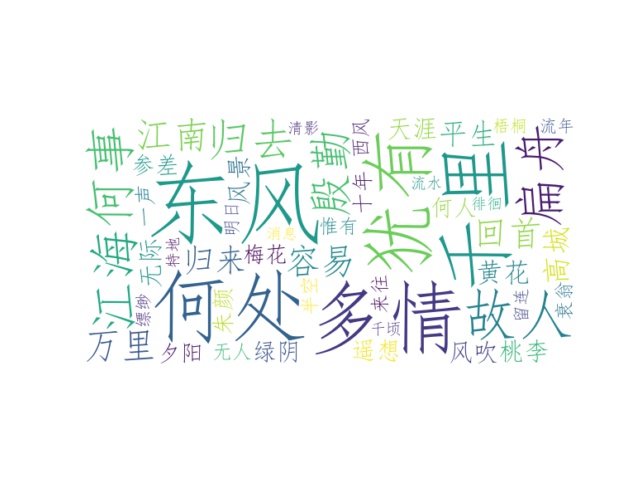 东风
何处
多情
千里
犹有
故人
扁舟
江海
何事
江南
归去
殷勤
万里
归来
容易
回首
黄花
高城
天涯
平生
风景
参差
一声
无际
特地
缥缈
夕阳
无人
绿阴
朱颜
梅花
明日
消息
清影
惟有
十年
西风
流水
何人
徘徊
梧桐
流年
半空
来往
千顷
遥想
风吹
桃李
留连
衰翁